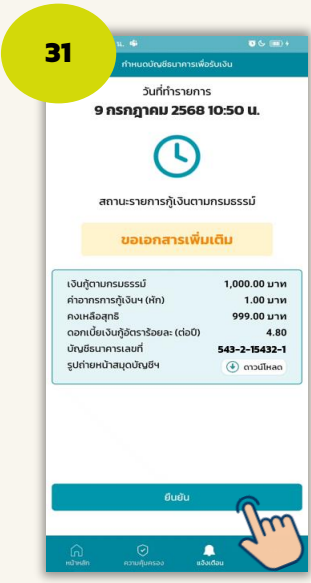 31
กำหนดบัญชีธนาคารเพื่อรับเงิน
วันที่ทำรายการ
9 กรกฎาคม 2568 10:50 น.
สถานะรายการกู้เงินตามกรมธรรม์
ขอเอกสารเพิ่มเติม
เงินกู้ตามกรมธรรม์ 1,000.00 บาท
ค่าอากรการกู้เงินฯ (หัก) 1.00 บาท
คงเหลือสุทธิ 999.00 บาท
ดอกเบี้ยเงินกู้อัตราร้อยละ (ต่อปี) 4.80
บัญชีธนาคารเลขที่ 543-2-15432-1
รูปถ่ายหน้าสมุดบัญชีฯ ดาวน์โหลด
ยืนยัน
หน้าหลัก ความคุ้มครอง แจ้งเตือน